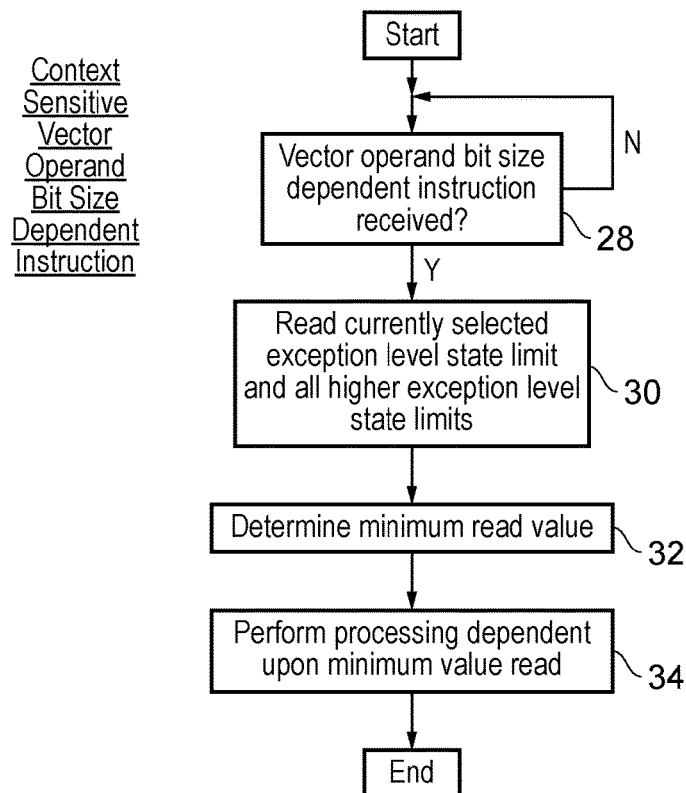 Start
Context
Sensitive
Vector
Operand
Bit Size
Dependent
Instruction
Vector operand bit size
dependent instruction
received?
N
28
Y
Read currently selected
exception level state limit
and all higher exception level
state limits
30
Determine minimum read value
32
Perform processing dependent
upon minimum value read
34
End